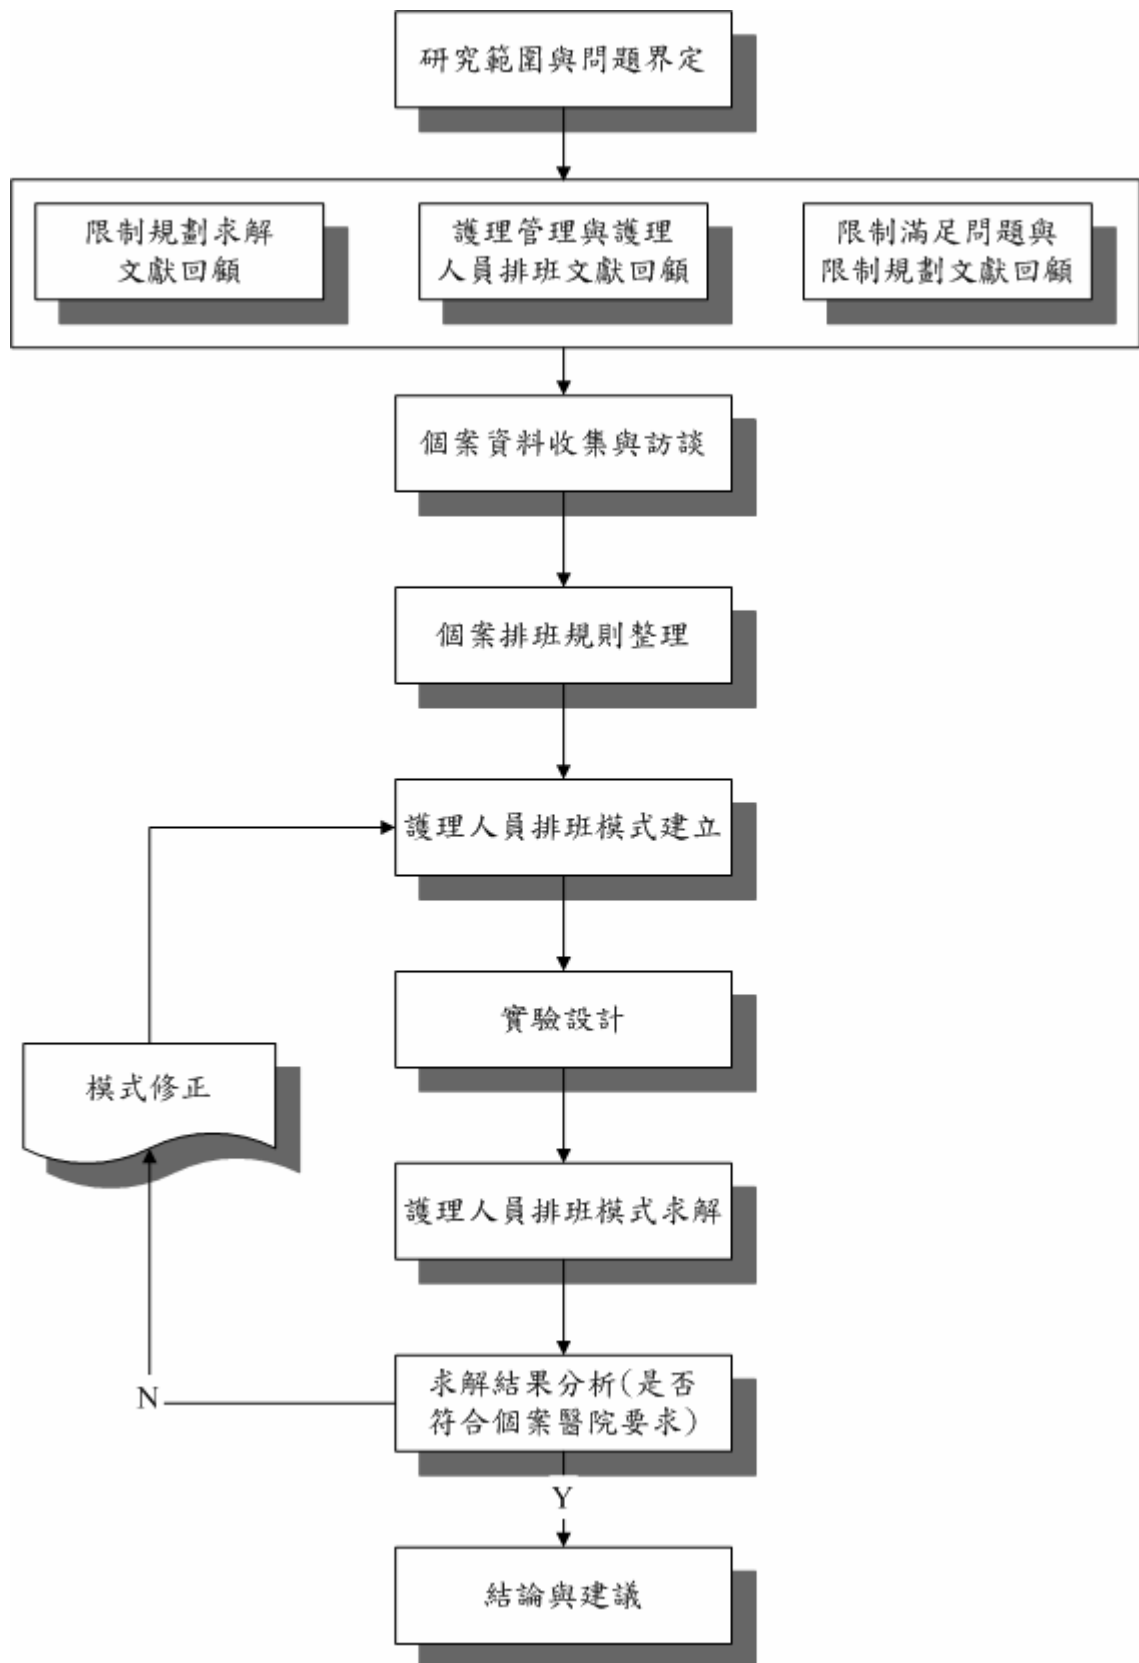 研究範圍與問題界定
限制規劃求解
文獻回顧
護理管理與護理
人員排班文獻回顧
限制滿足問題與
限制規劃文獻回顧
個案資料收集與訪談
個案排班規則整理
護理人員排班模式建立
實驗設計
模式修正
護理人員排班模式求解
求解結果分析(是否
符合個案醫院要求)
N
Y
結論與建議